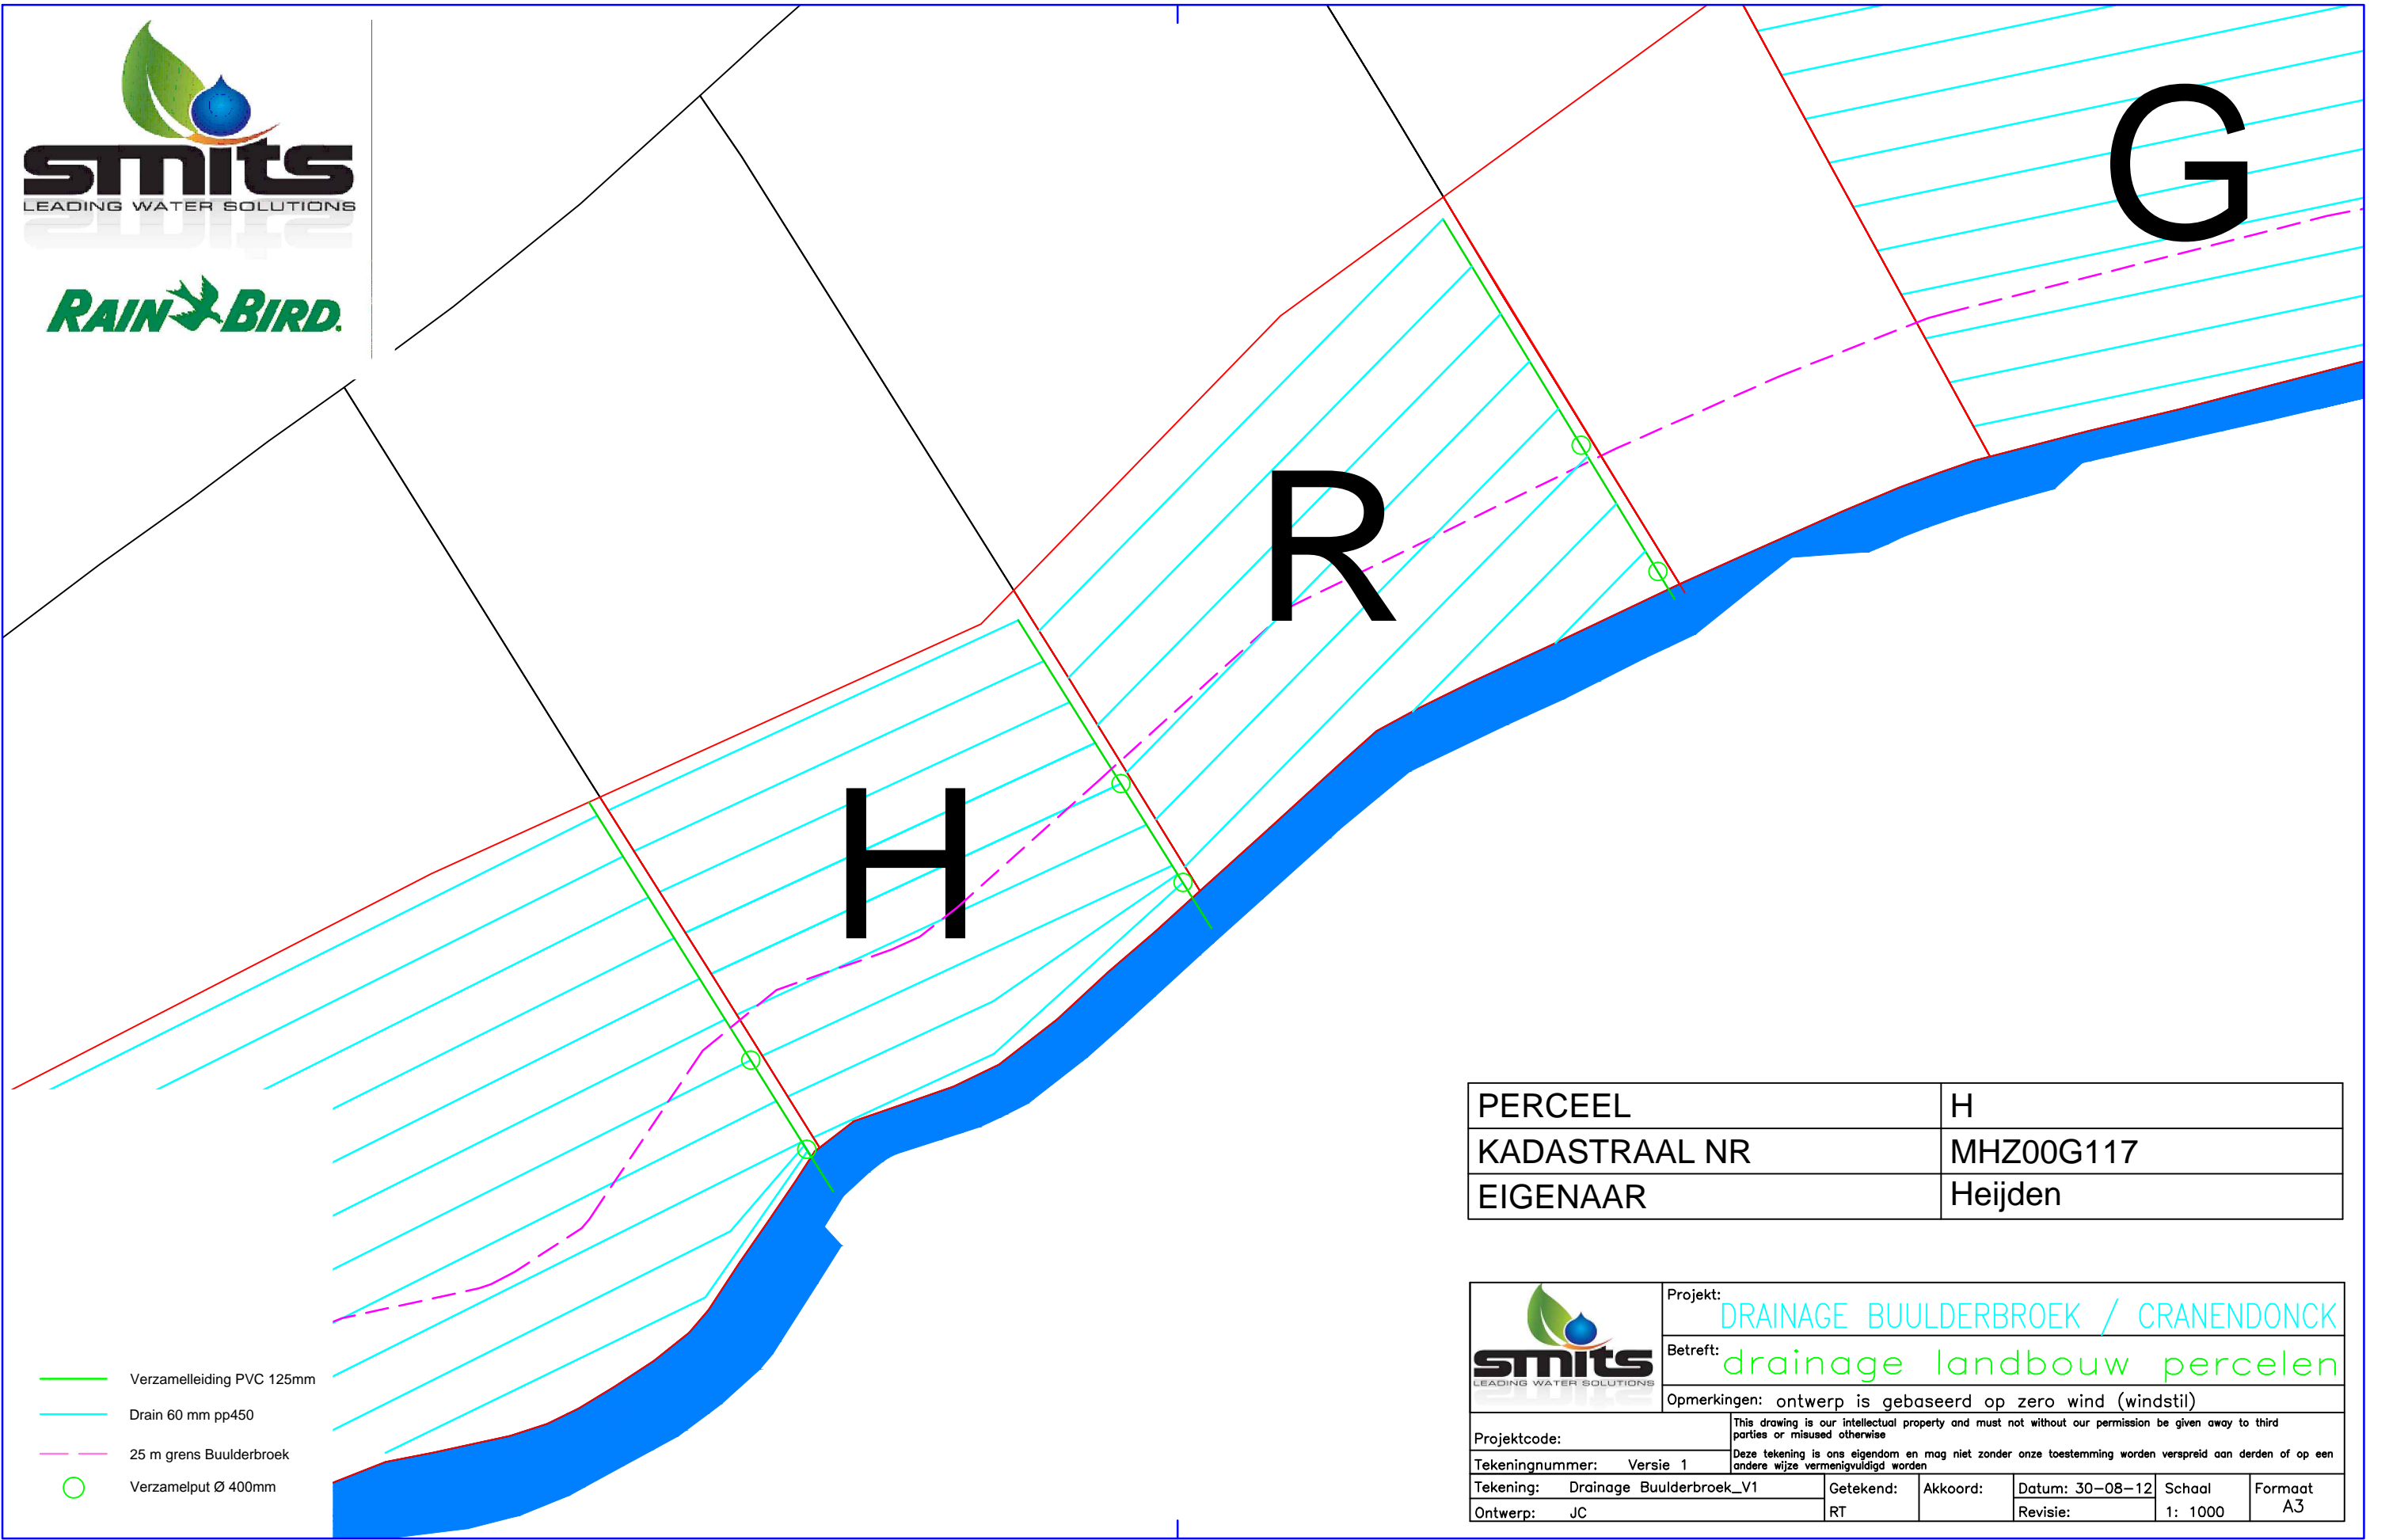 smits
LEADING WATER SOLUTIONS
RAIN BIRD.
G
R
H
PERCEEL H
KADASTRAAL NR MHZ00G117
EIGENAAR Heijden
Verzamelleiding PVC 125mm
Drain 60 mm pp450
25 m grens Buulderbroek
Verzamelput Ø 400mm
smits
LEADING WATER SOLUTIONS
Projekt: DRAINAGE BUULDERBROEK / CRANENDONCK
Betreft: drainage landbouw percelen
Opmerkingen: ontwerp is gebaseerd op zero wind (windstil)
Projektcode:
This drawing is our intellectual property and must not without our permission be given away to third
parties or misused otherwise
Deze tekening is ons eigendom en mag niet zonder onze toestemming worden verspreid aan derden of op een
andere wijze vermenigvuldigd worden
Tekeningnummer: Versie 1
Tekening: Drainage Buulderbroek_V1
Ontwerp: JC
Getekend:
RT
Akkoord:
Datum: 30-08-12
Revisie:
Schaal
1: 1000
Formaat
A3